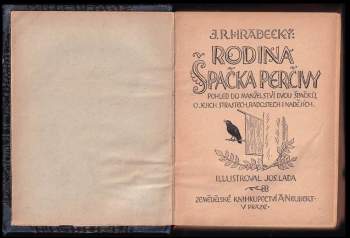 J.R.HRADECKÝ:
RODINA
ŠPAČKA PERČIVY
POHLED DO MANŽELSTVÍ DVOU ŠPAČKŮ,
O JEJICH STRASTECH, RADOSTECH I NADĚJÍCH.
ILLUSTROVAL JOS. LADA
ZEMĚDĚLSKÉ KNIHKUPECTVÍ A. NEUBERT
V PRAZE